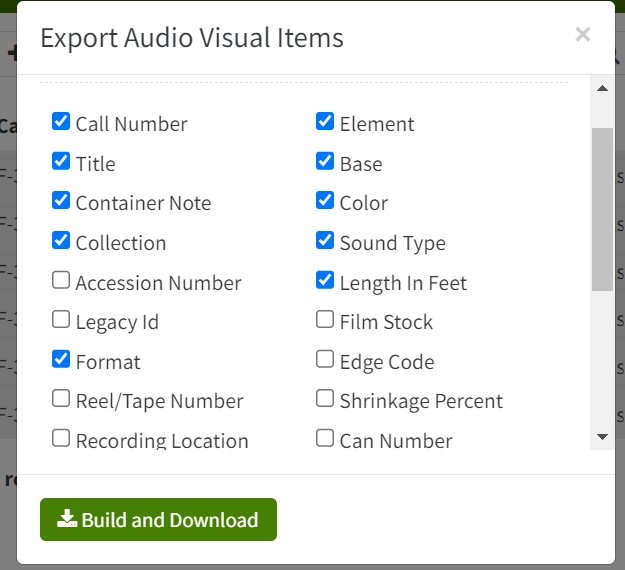 Export Audio Visual Items ×
Call Number
Title
Container Note
Collection
Accession Number
Legacy Id
Format
Reel/Tape Number
Recording Location
Element
Base
Color
Sound Type
Length In Feet
Film Stock
Edge Code
Shrinkage Percent
Can Number
Build and Download